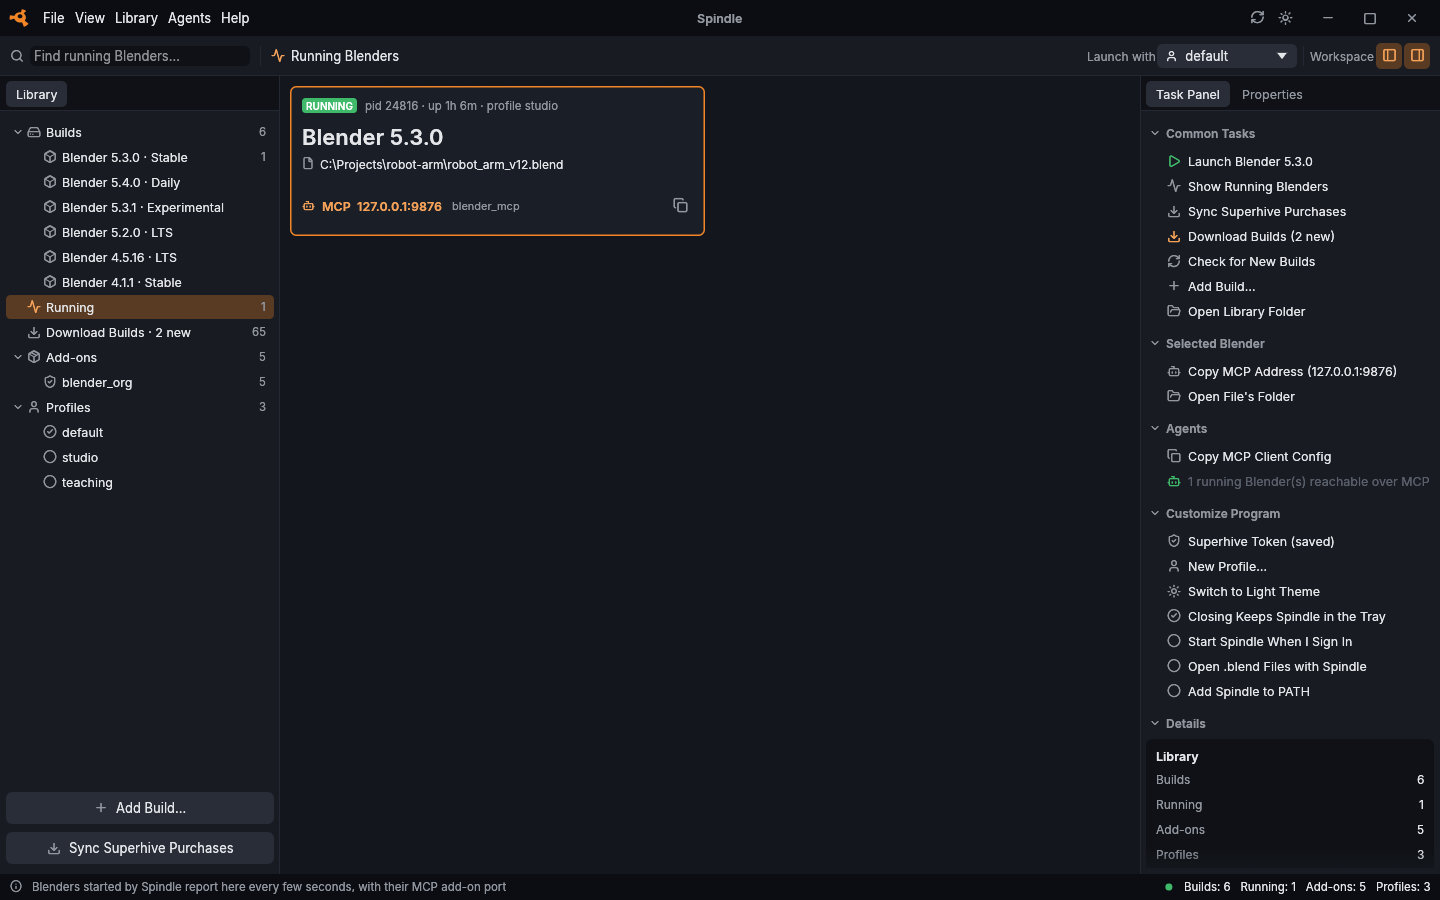 File View Library Agents Help
Spindle
Find running Blenders...
Running Blenders
Launch with
default
Workspace
Library
Builds 6
Blender 5.3.0 · Stable 1
Blender 5.4.0 · Daily
Blender 5.3.1 · Experimental
Blender 5.2.0 · LTS
Blender 4.5.16 · LTS
Blender 4.1.1 · Stable
Running 1
Download Builds · 2 new 65
Add-ons 5
blender_org 5
Profiles 3
default
studio
teaching
Add Build...
Sync Superhive Purchases
RUNNING pid 24816 · up 1h 6m · profile studio
Blender 5.3.0
C:\Projects\robot-arm\robot_arm_v12.blend
MCP 127.0.0.1:9876 blender_mcp
Task Panel Properties
Common Tasks
Launch Blender 5.3.0
Show Running Blenders
Sync Superhive Purchases
Download Builds (2 new)
Check for New Builds
Add Build...
Open Library Folder
Selected Blender
Copy MCP Address (127.0.0.1:9876)
Open File's Folder
Agents
Copy MCP Client Config
1 running Blender(s) reachable over MCP
Customize Program
Superhive Token (saved)
New Profile...
Switch to Light Theme
Closing Keeps Spindle in the Tray
Start Spindle When I Sign In
Open .blend Files with Spindle
Add Spindle to PATH
Details
Library
Builds 6
Running 1
Add-ons 5
Profiles 3
Blenders started by Spindle report here every few seconds, with their MCP add-on port
Builds: 6 Running: 1 Add-ons: 5 Profiles: 3